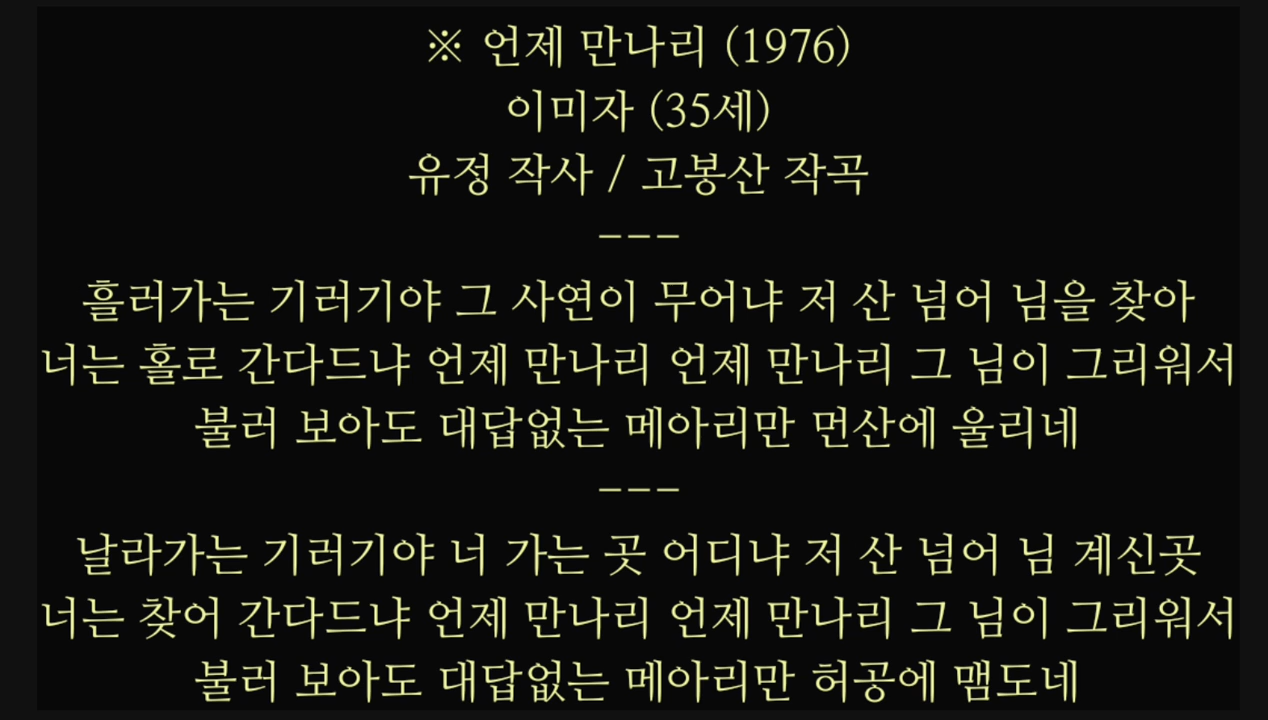 ※ 언제 만나리 (1976)
이미자 (35세)
유정 작사 / 고봉산 작곡
---
흘러가는 기러기야 그 사연이 무어냐 저 산 넘어 님을 찾아
너는 홀로 간다드냐 언제 만나리 언제 만나리 그 님이 그리워서
불러 보아도 대답없는 메아리만 먼산에 울리네
---
날라가는 기러기야 너 가는 곳 어디냐 저 산 넘어 님 계신곳
너는 찾어 간다드냐 언제 만나리 언제 만나리 그 님이 그리워서
불러 보아도 대답없는 메아리만 허공에 맴도네